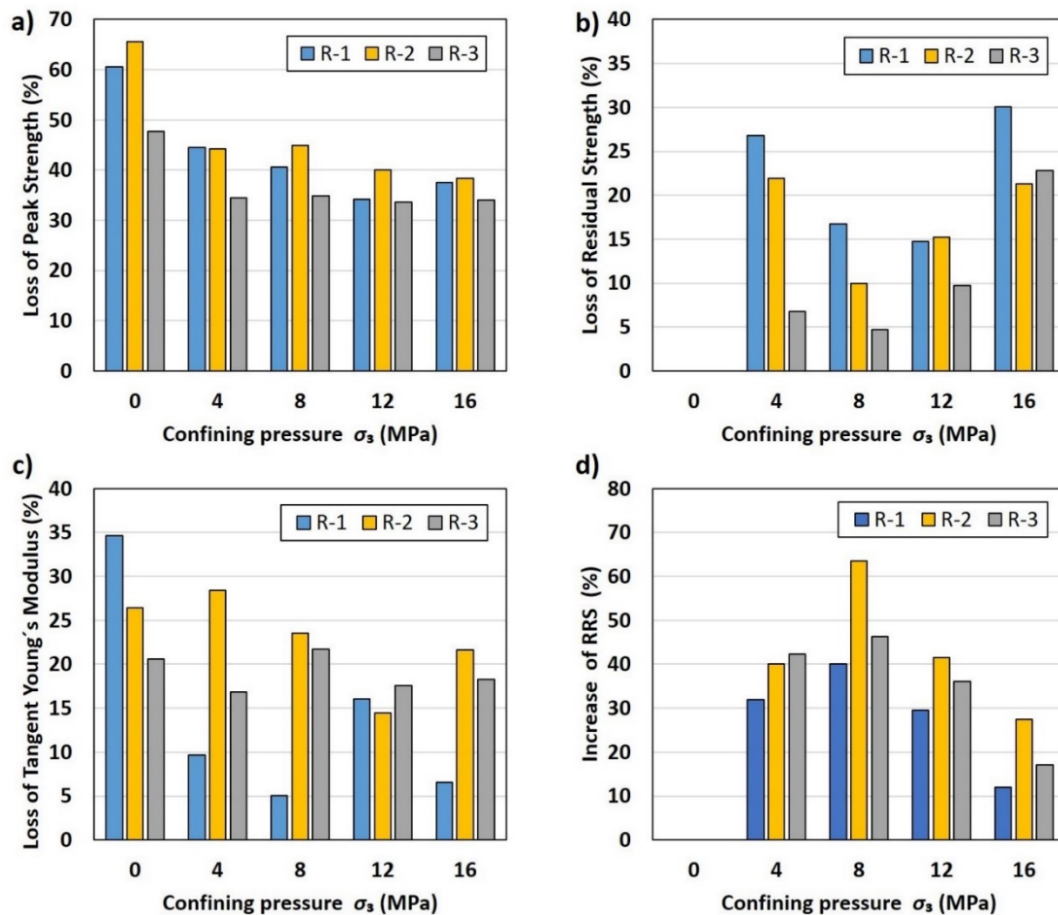 a)
Loss of Peak Strength (%)
70
60
50
40
30
20
10
0
R-1 R-2 R-3
0 4 8 12 16
Confining pressure σ₃ (MPa)
b)
Loss of Residual Strength (%)
40
35
30
25
20
15
10
5
0
R-1 R-2 R-3
0 4 8 12 16
Confining pressure σ₃ (MPa)
c)
Loss of Tangent Young´s Modulus (%)
40
35
30
25
20
15
10
5
0
R-1 R-2 R-3
0 4 8 12 16
Confining pressure σ₃ (MPa)
d)
Increase of RRS (%)
80
70
60
50
40
30
20
10
0
R-1 R-2 R-3
0 4 8 12 16
Confining pressure σ₃ (MPa)